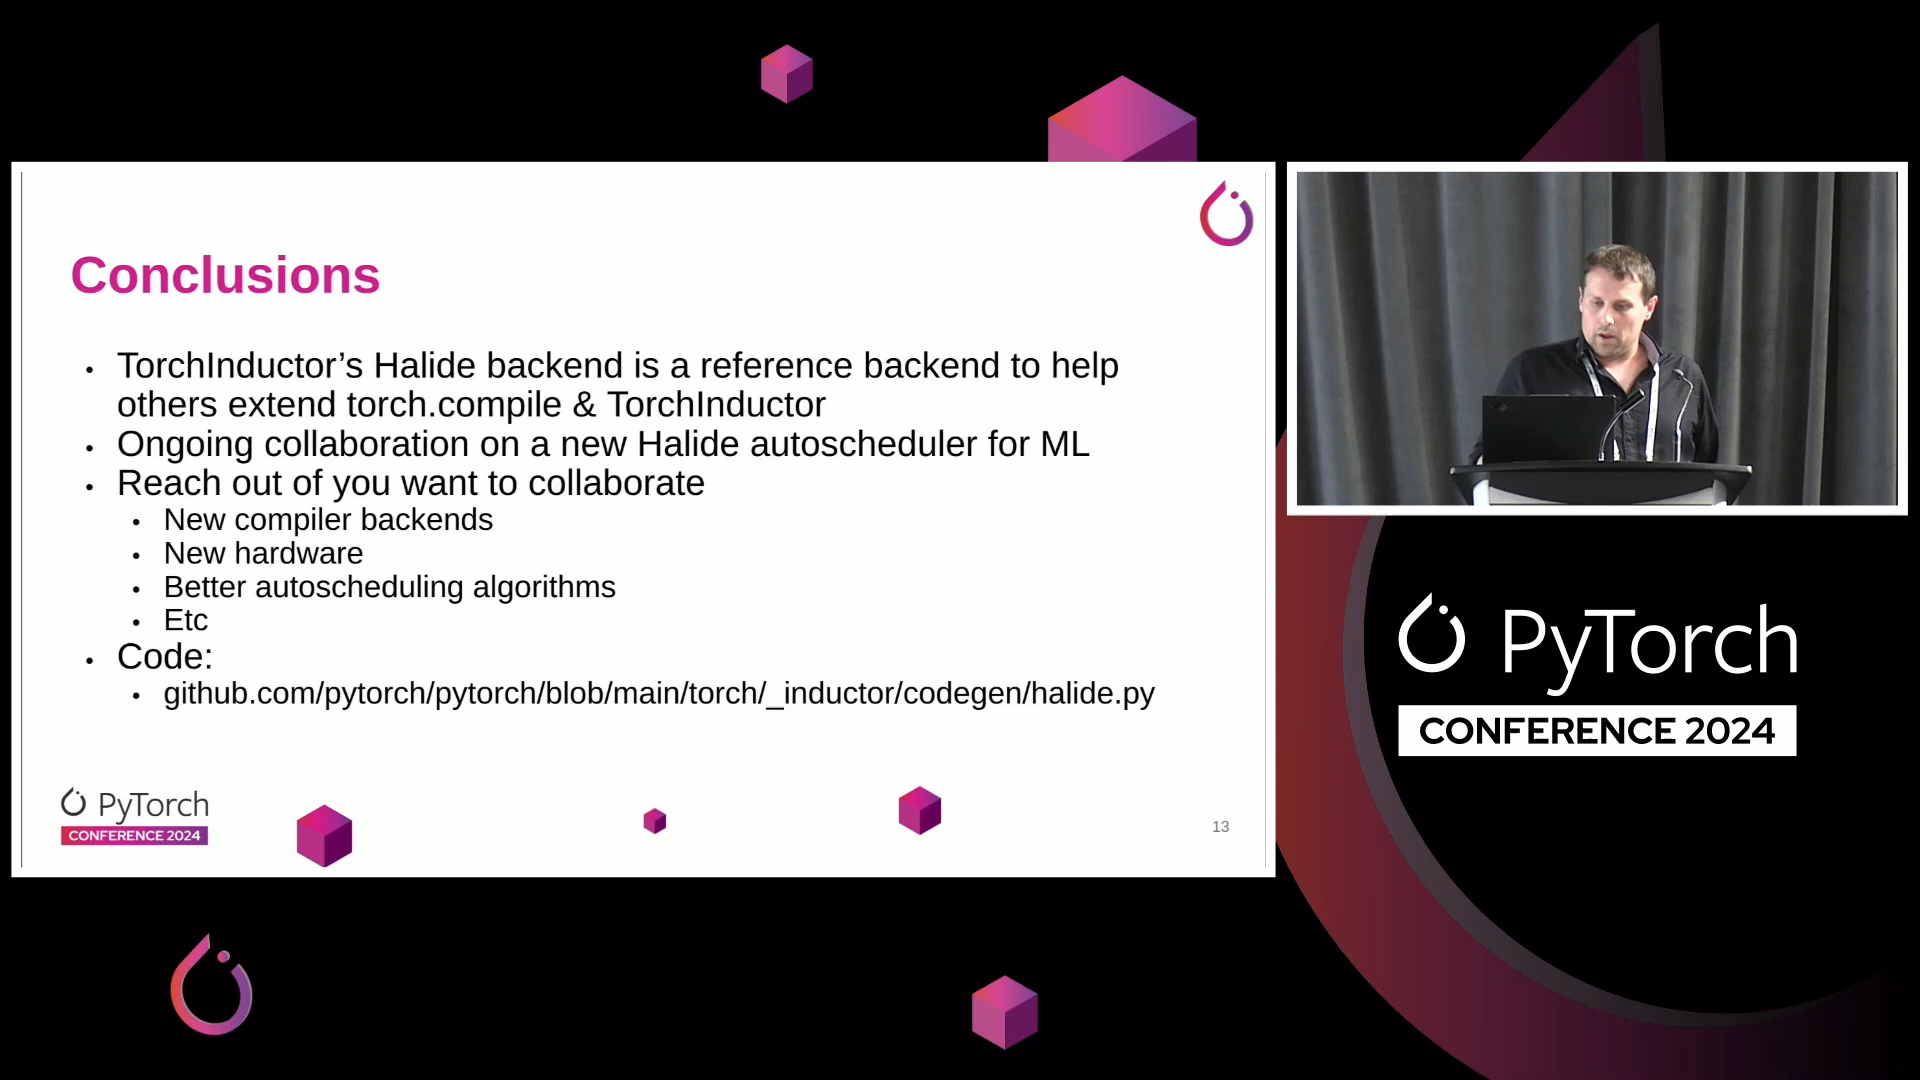 Conclusions
• TorchInductor’s Halide backend is a reference backend to help
others extend torch.compile & TorchInductor
• Ongoing collaboration on a new Halide autoscheduler for ML
• Reach out of you want to collaborate
• New compiler backends
• New hardware
• Better autoscheduling algorithms
• Etc
• Code:
• github.com/pytorch/pytorch/blob/main/torch/_inductor/codegen/halide.py
PyTorch
CONFERENCE 2024
13
PyTorch
CONFERENCE 2024